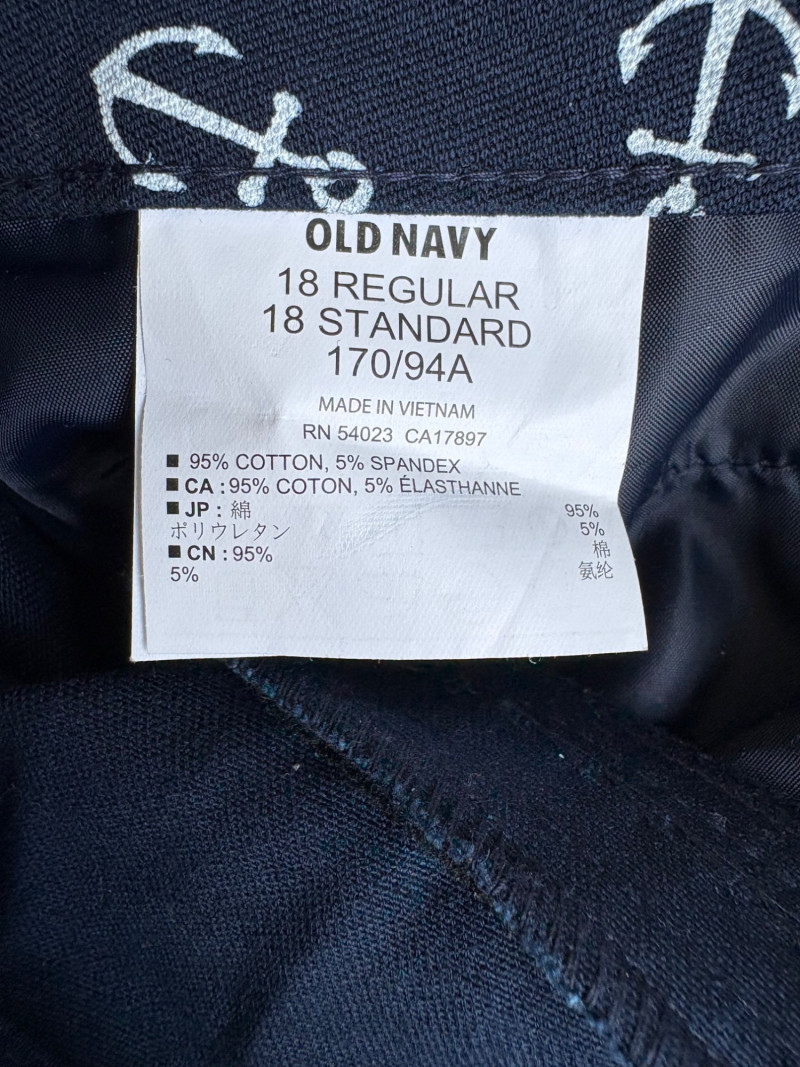 OLD NAVY
18 REGULAR
18 STANDARD
170/94A
MADE IN VIETNAM
RN 54023 CA17897
■ 95% COTTON, 5% SPANDEX
■ CA : 95% COTON, 5% ÉLASTHANNE
■ JP : 綿 95%
ポリウレタン 5%
■ CN : 95% 棉
5% 氨纶